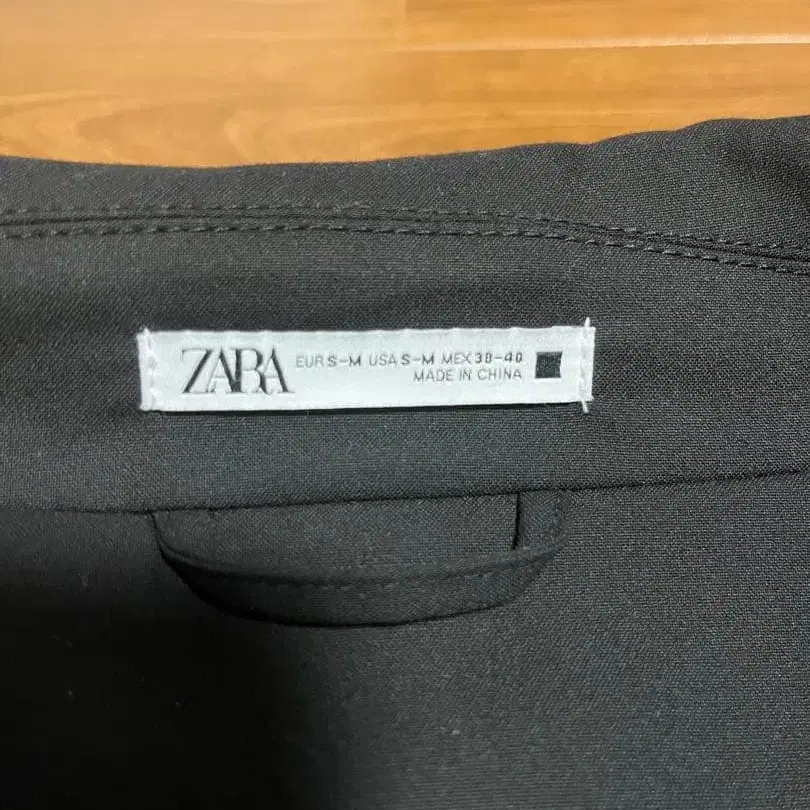 ZARA
EUR S-M USA S-M MEX 38-40
MADE IN CHINA